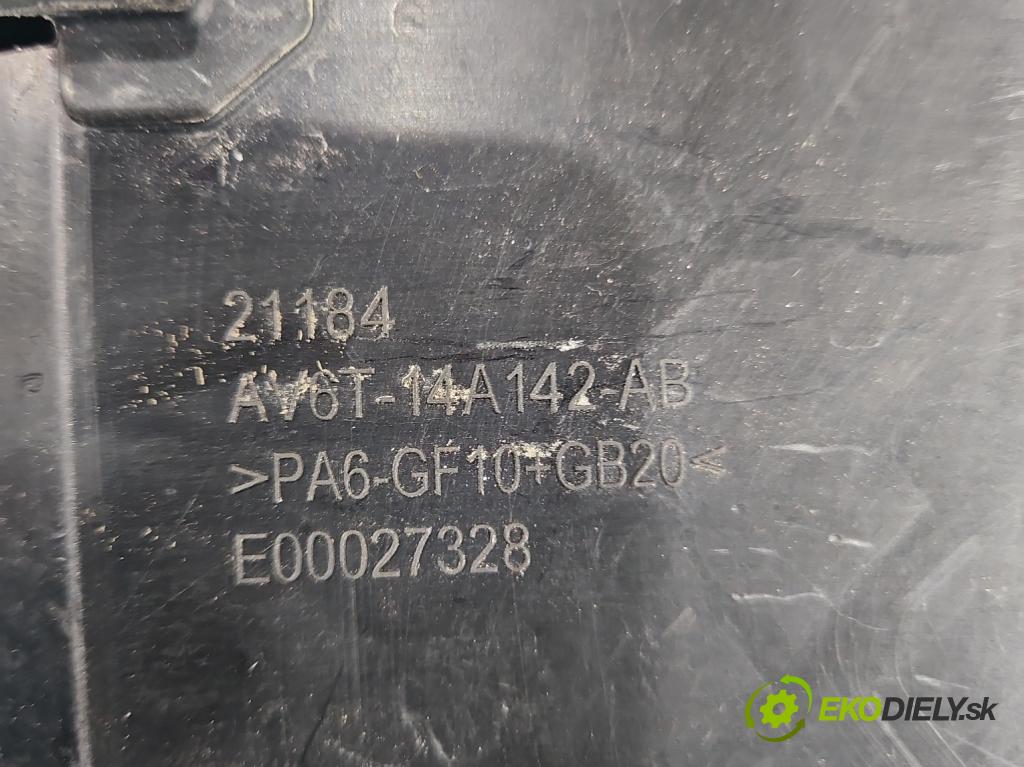 21184
AV6T-14A142-AB
>PA6-GF10+GB20<
E00027328
EKODIELY.sk